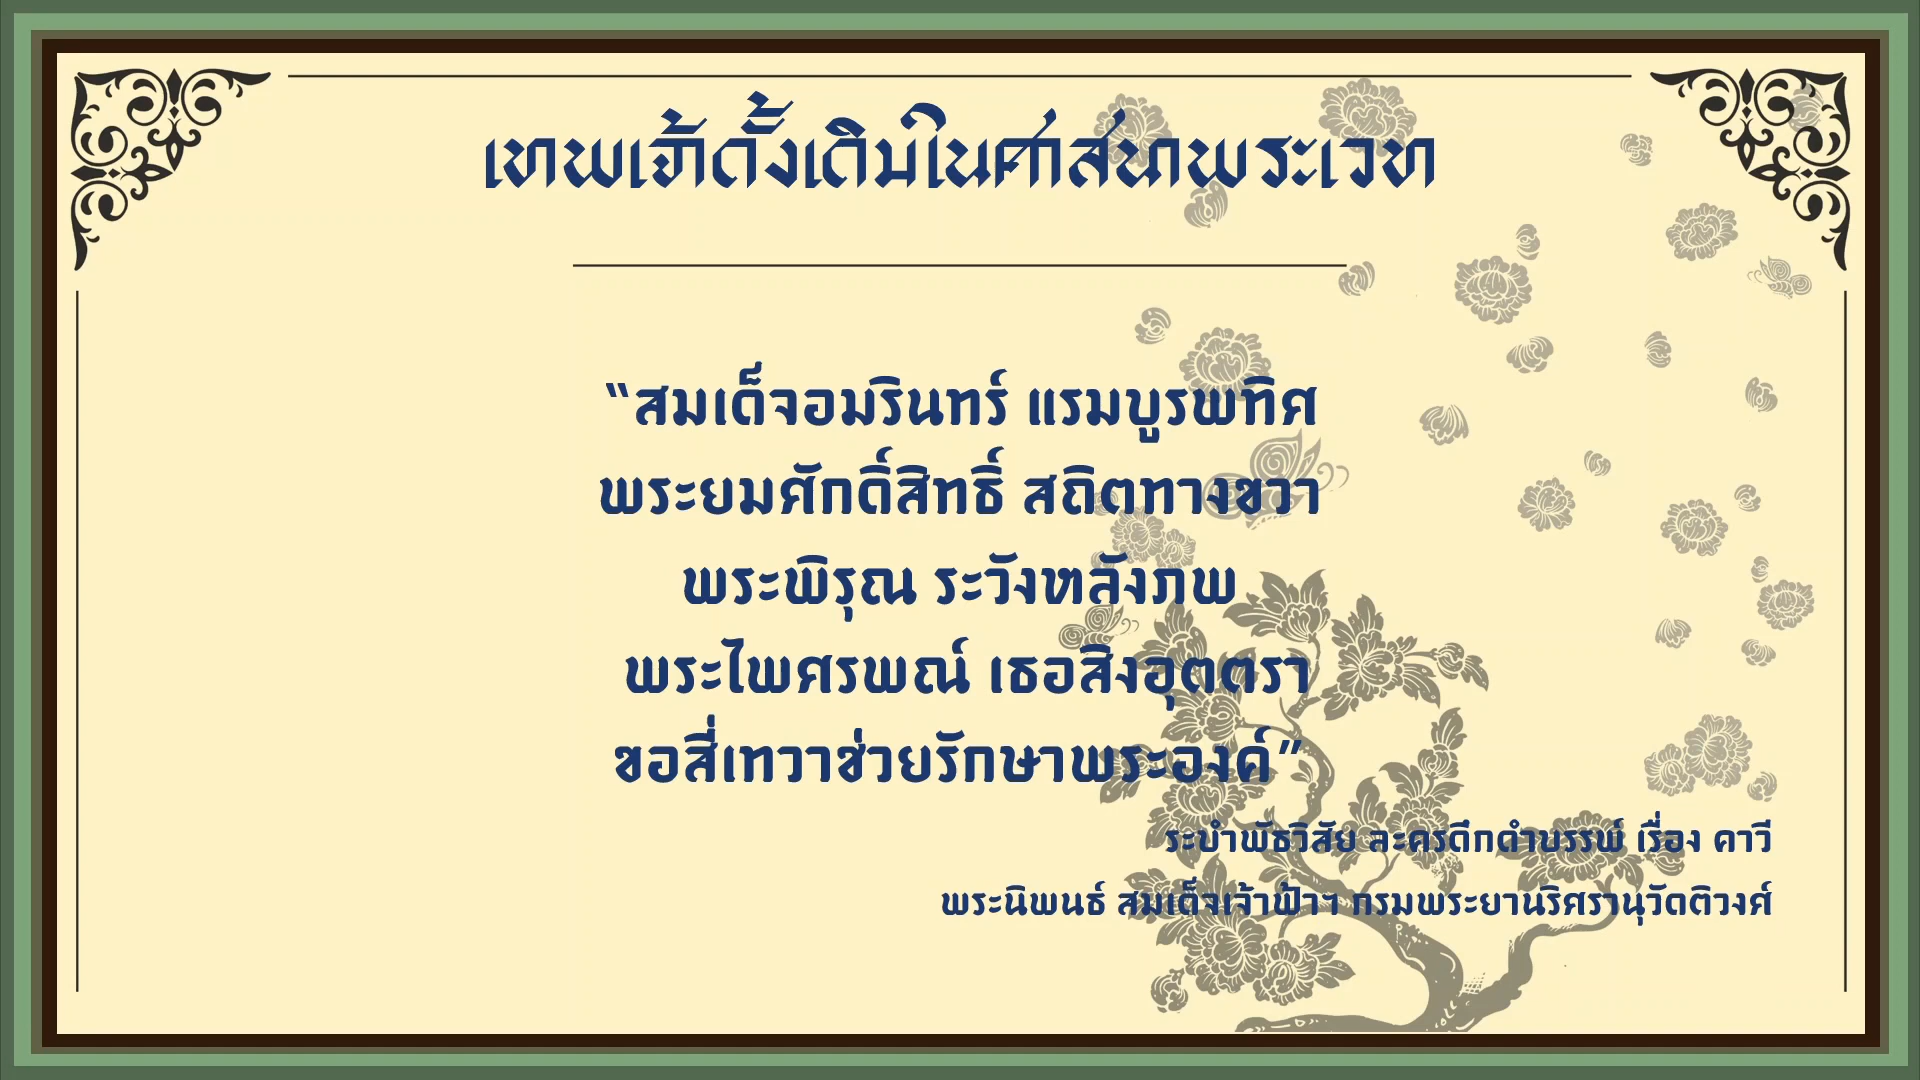 เทพเจ้าดั้งเดิมในศาสนาพระเวท
“สมเด็จอมรินทร์ แรมบูรพทิศ
พระยมศักดิ์สิทธิ์ สถิตทางขวา
พระพิรุณ ระวังหลังภพ
พระไพศรพณ์ เธอสิงอุตตรา
ขอสี่เทวาช่วยรักษาพระองค์”
ระบำพัธวิสัย ละครดึกดำบรรพ์ เรื่อง คาวี
พระนิพนธ์ สมเด็จเจ้าฟ้าฯ กรมพระยานริศรานุวัดติวงศ์